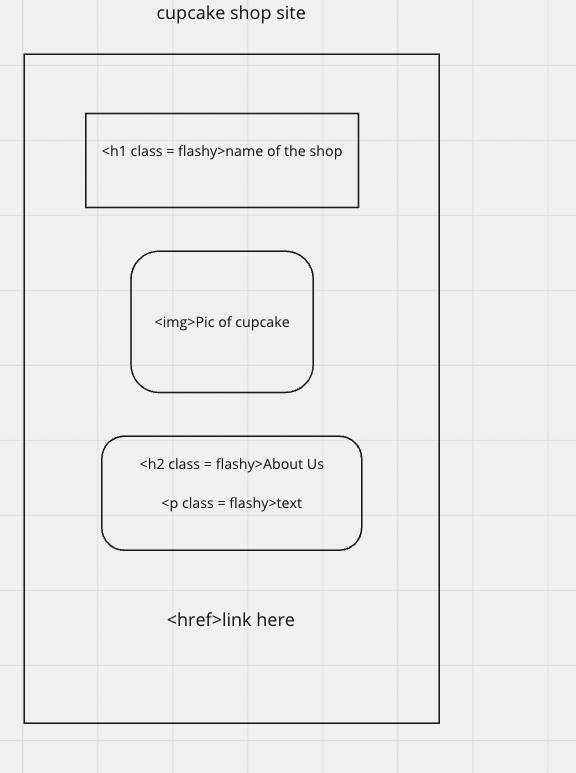 cupcake shop site
<h1 class = flashy>name of the shop
<img>Pic of cupcake
<h2 class = flashy>About Us
<p class = flashy>text
<href>link here